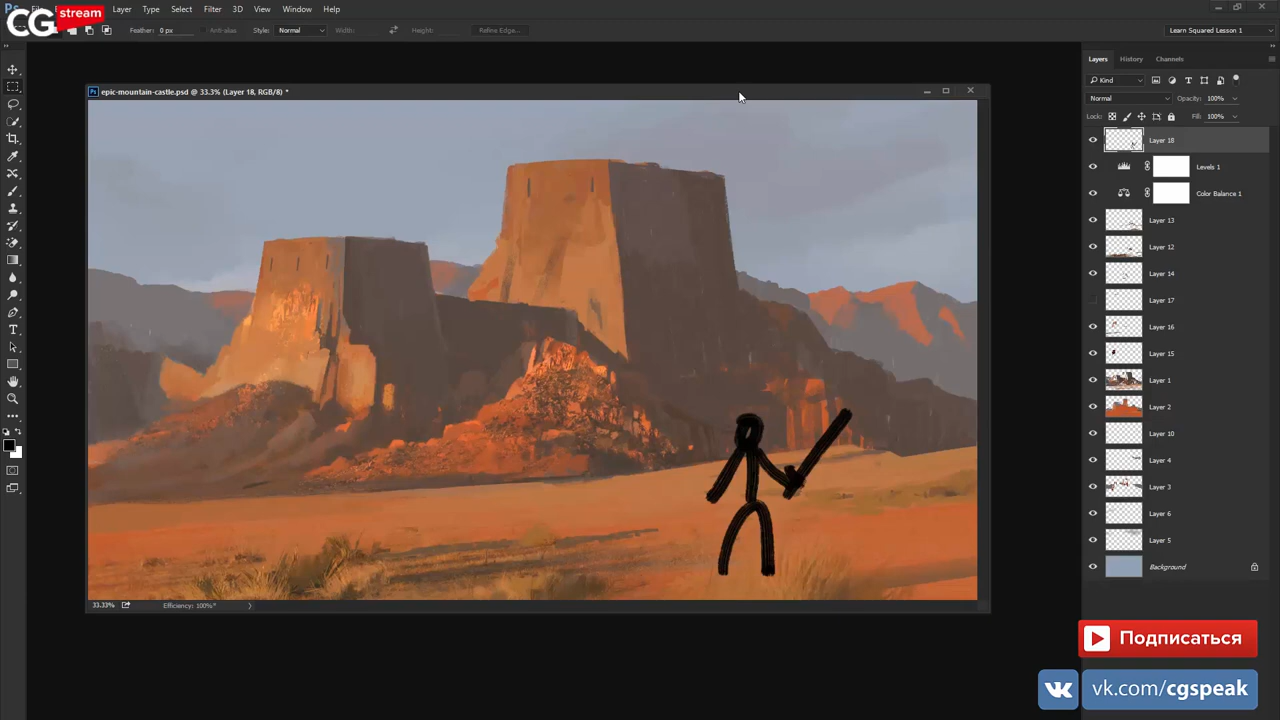 CG stream
Layer Type Select Filter 3D View Window Help
Feather: 0 px Anti-alias Style: Normal Width: Height: Refine Edge... Learn Squared Lesson 1
Layers History Channels
epic-mountain-castle.psd @ 33.3% (Layer 18, RGB/8) *
Kind
Normal Opacity: 100%
Lock: Fill: 100%
Layer 18
Levels 1
Color Balance 1
Layer 13
Layer 12
Layer 14
Layer 17
Layer 16
Layer 15
Layer 1
Layer 2
Layer 10
Layer 4
Layer 3
Layer 6
Layer 5
Background
33.33% Efficiency: 100%*
Подписаться
vk.com/cgspeak